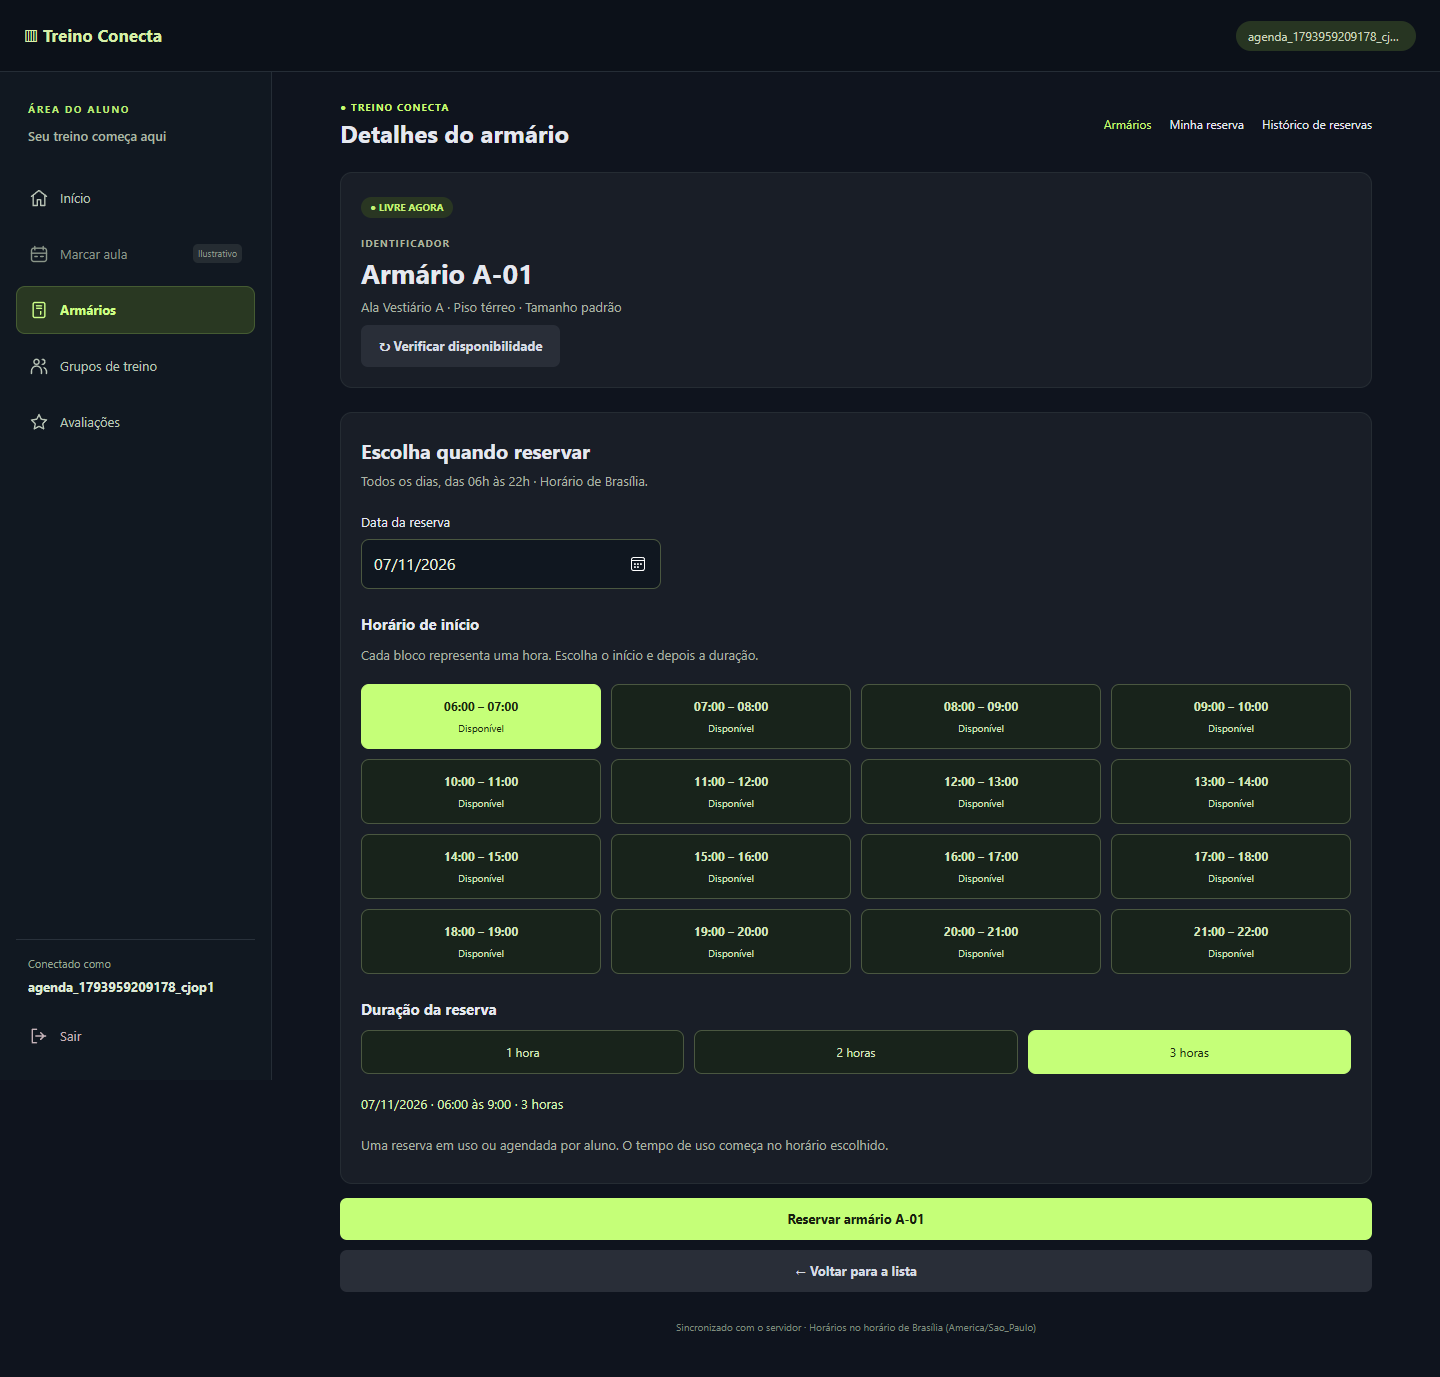 Treino Conecta
agenda_1793959209178_cj...
ÁREA DO ALUNO
Seu treino começa aqui
Início
Marcar aula
Ilustrativo
Armários
Grupos de treino
Avaliações
Conectado como
agenda_1793959209178_cjop1
Sair
● TREINO CONECTA
Detalhes do armário
Armários
Minha reserva
Histórico de reservas
● LIVRE AGORA
IDENTIFICADOR
Armário A-01
Ala Vestiário A · Piso térreo · Tamanho padrão
↻ Verificar disponibilidade
Escolha quando reservar
Todos os dias, das 06h às 22h · Horário de Brasília.
Data da reserva
07/11/2026
Horário de início
Cada bloco representa uma hora. Escolha o início e depois a duração.
06:00 – 07:00
Disponível
07:00 – 08:00
Disponível
08:00 – 09:00
Disponível
09:00 – 10:00
Disponível
10:00 – 11:00
Disponível
11:00 – 12:00
Disponível
12:00 – 13:00
Disponível
13:00 – 14:00
Disponível
14:00 – 15:00
Disponível
15:00 – 16:00
Disponível
16:00 – 17:00
Disponível
17:00 – 18:00
Disponível
18:00 – 19:00
Disponível
19:00 – 20:00
Disponível
20:00 – 21:00
Disponível
21:00 – 22:00
Disponível
Duração da reserva
1 hora
2 horas
3 horas
07/11/2026 · 06:00 às 9:00 · 3 horas
Uma reserva em uso ou agendada por aluno. O tempo de uso começa no horário escolhido.
Reservar armário A-01
← Voltar para a lista
Sincronizado com o servidor · Horários no horário de Brasília (America/Sao_Paulo)